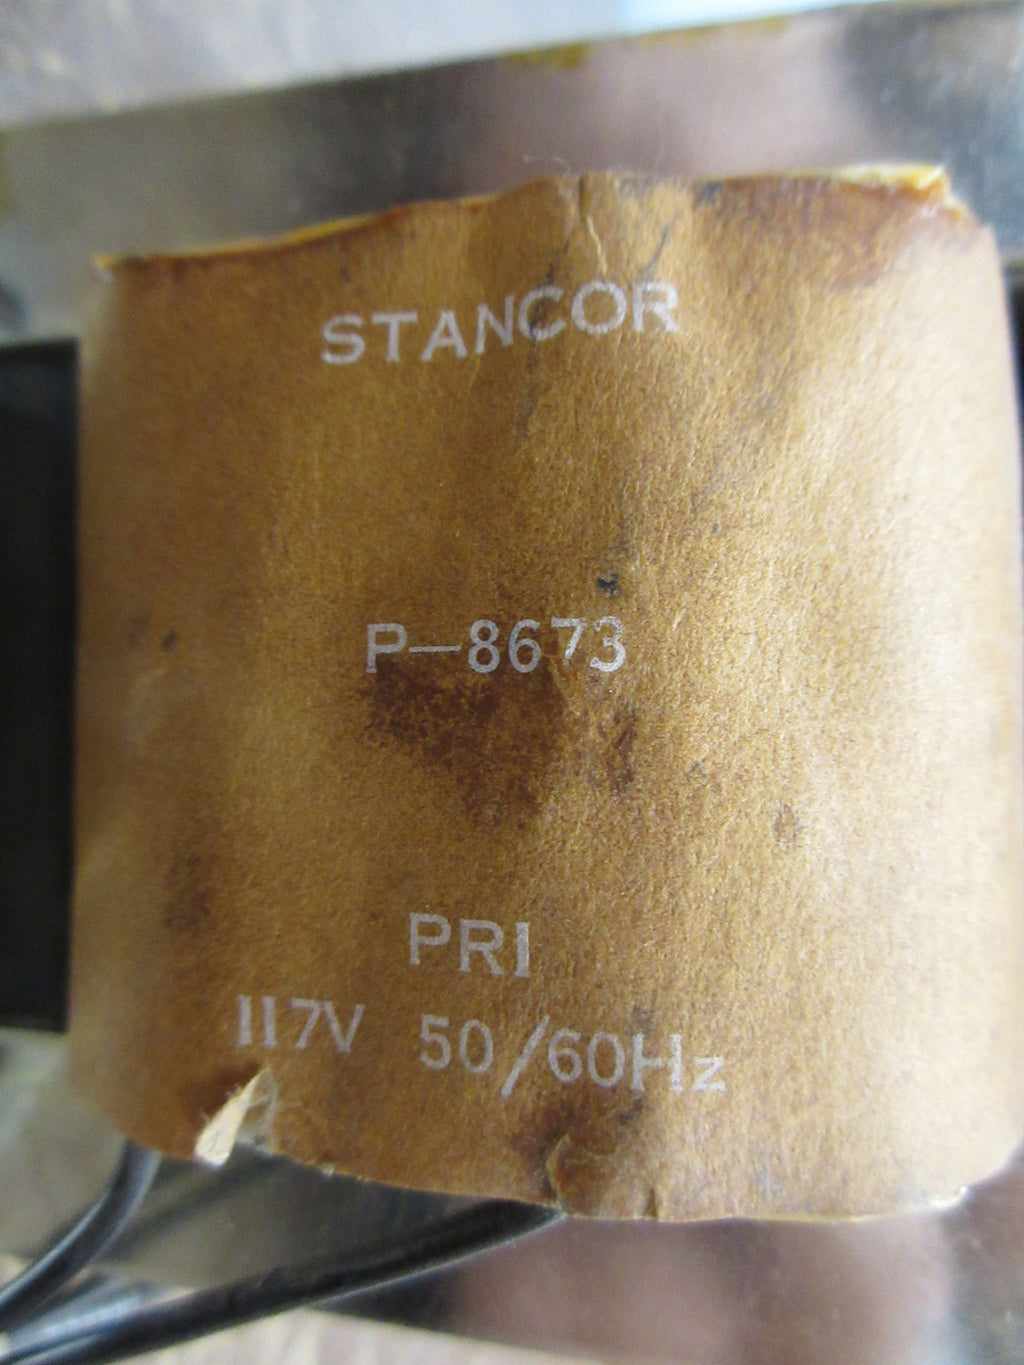 STANCOR
P-8673
PRI
117V 50/60Hz